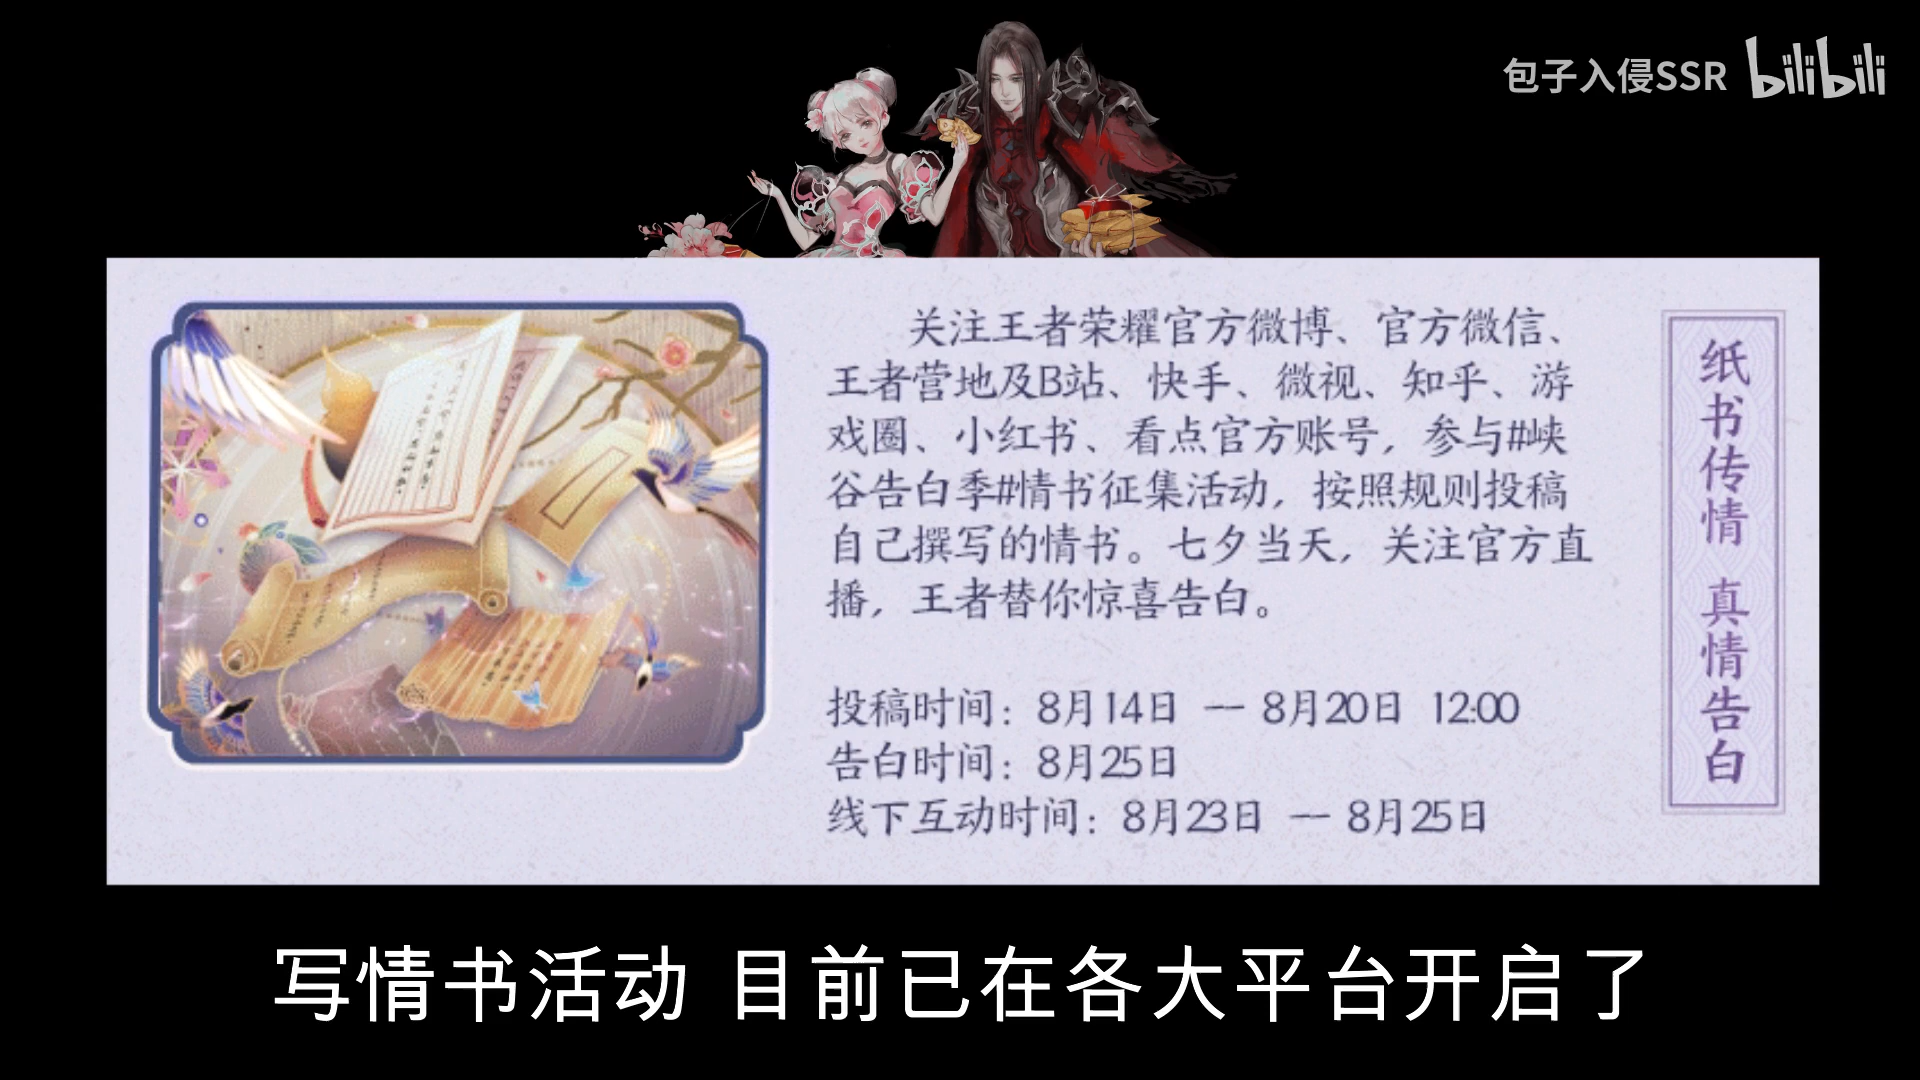 包子入侵SSR bilibili
关注王者荣耀官方微博、官方微信、
王者营地及B站、快手、微视、知乎、游
戏圈、小红书、看点官方账号，参与#峡
谷告白季#情书征集活动，按照规则投稿
自己撰写的情书。七夕当天，关注官方直
播，王者替你惊喜告白。
投稿时间：8月14日 — 8月20日 12:00
告白时间：8月25日
线下互动时间：8月23日 — 8月25日
纸书传情 真情告白
写情书活动 目前已在各大平台开启了